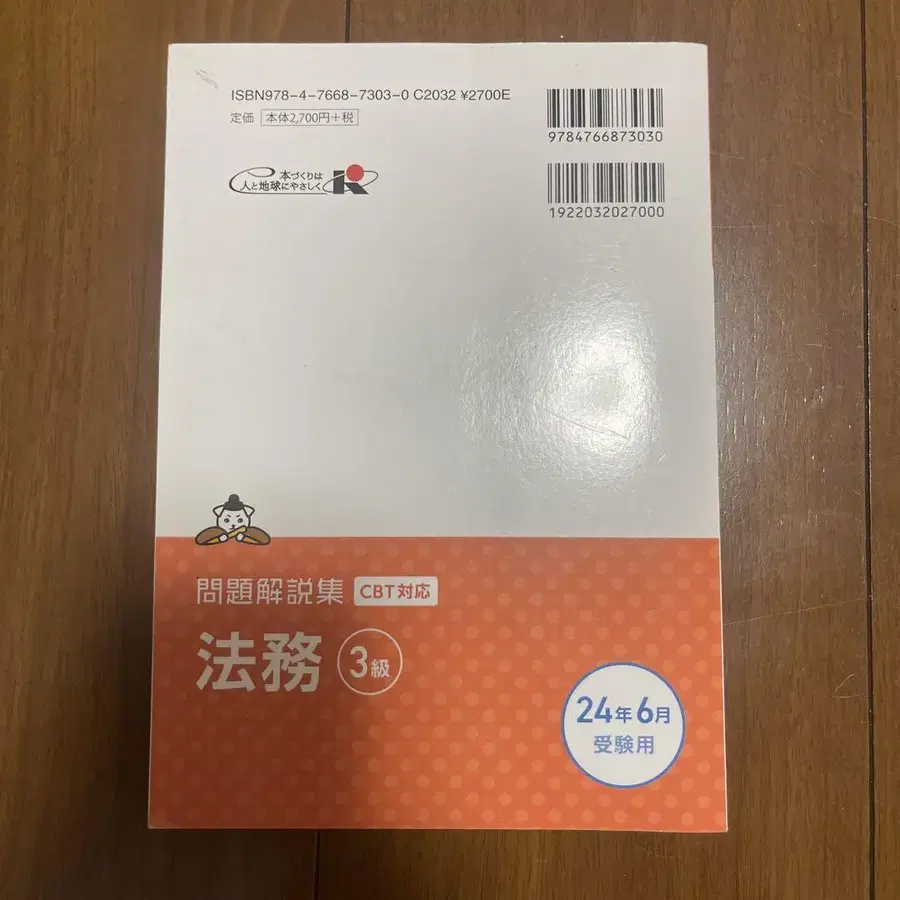 ISBN978-4-7668-7303-0 C2032 ¥2700E
定価 本体2,700円+税
9784766873030
本づくりは
人と地球にやさしく
1922032027000
問題解説集 CBT対応
法務 3級
24年6月
受験用